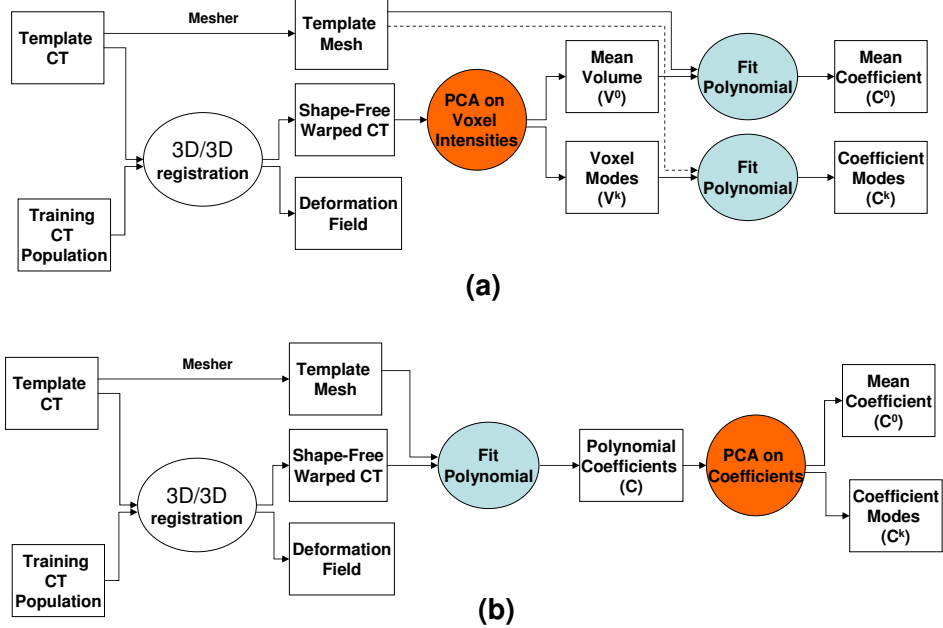 Template
CT
Mesher
Template
Mesh
Training
CT
Population
3D/3D
registration
Shape-Free
Warped CT
Deformation
Field
PCA on
Voxel
Intensities
Mean
Volume
(V⁰)
Voxel
Modes
(Vᵏ)
Fit
Polynomial
Fit
Polynomial
Mean
Coefficient
(C⁰)
Coefficient
Modes
(Cᵏ)
(a)
Template
CT
Mesher
Template
Mesh
Training
CT
Population
3D/3D
registration
Shape-Free
Warped CT
Deformation
Field
Fit
Polynomial
Polynomial
Coefficients
(C)
PCA on
Coefficients
Mean
Coefficient
(C⁰)
Coefficient
Modes
(Cᵏ)
(b)